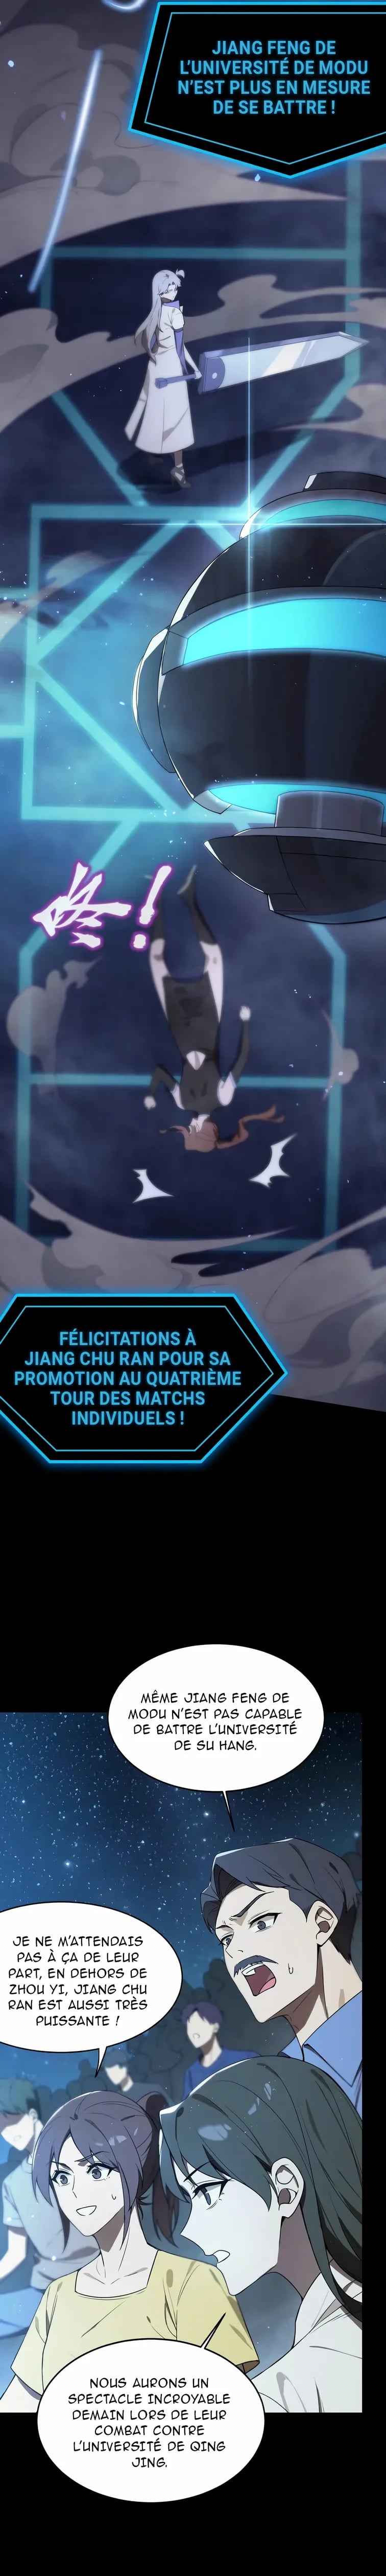 JIANG FENG DE
L'UNIVERSITÉ DE MODU
N'EST PLUS EN MESURE
DE SE BATTRE !
咚!
FÉLICITATIONS À
JIANG CHU RAN POUR SA
PROMOTION AU QUATRIÈME
TOUR DES MATCHS
INDIVIDUELS !
MÊME JIANG FENG DE
MODU N'EST PAS CAPABLE
DE BATTRE L'UNIVERSITÉ
DE SU HANG.
JE NE M'ATTENDAIS
PAS À ÇA DE LEUR
PART, EN DEHORS DE
ZHOU YI, JIANG CHU
RAN EST AUSSI TRÈS
PUISSANTE !
NOUS AURONS UN
SPECTACLE INCROYABLE
DEMAIN LORS DE LEUR
COMBAT CONTRE
L'UNIVERSITÉ DE QING
JING.